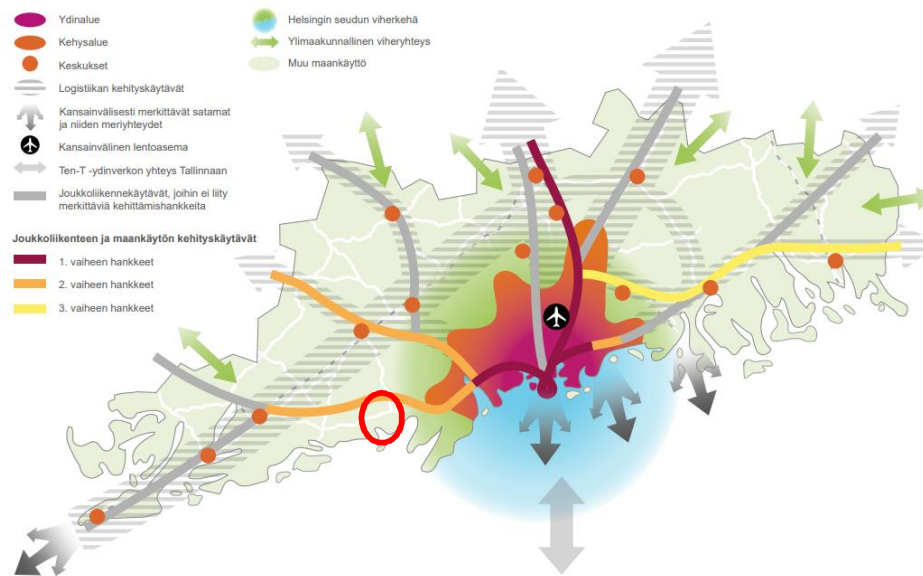 Ydinalue
Kehysalue
Keskukset
Logistiikan kehityskäytävät
Kansainvälisesti merkittävät satamat
ja niiden meriyhteydet
Kansainvälinen lentoasema
Ten-T -ydinverkon yhteys Tallinnaan
Joukkoliikennekäytävät, joihin ei liity
merkittäviä kehittämishankkeita
Joukkoliikenteen ja maankäytön kehityskäytävät
1. vaiheen hankkeet
2. vaiheen hankkeet
3. vaiheen hankkeet
Helsingin seudun viherkehä
Ylimaakunnallinen viheryhteys
Muu maankäyttö